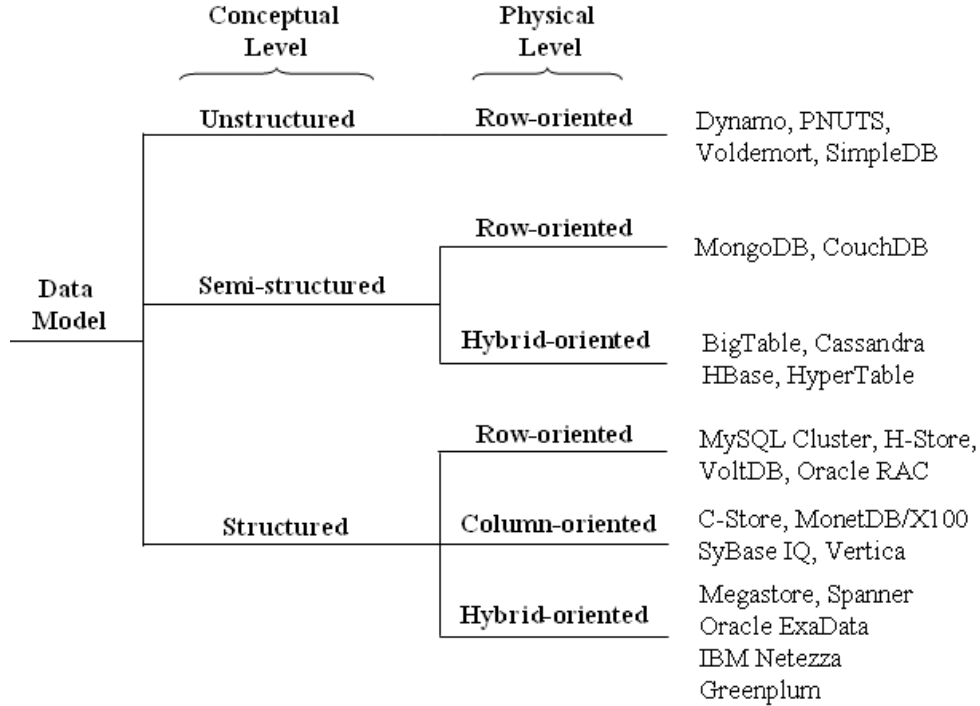 Conceptual
Level
Physical
Level
Unstructured
Row-oriented
Dynamo, PNUTS,
Voldemort, SimpleDB
Row-oriented
MongoDB, CouchDB
Data
Model
Semi-structured
Hybrid-oriented
BigTable, Cassandra
HBase, HyperTable
Row-oriented
MySQL Cluster, H-Store,
VoltDB, Oracle RAC
Structured
Column-oriented
C-Store, MonetDB/X100
SyBase IQ, Vertica
Hybrid-oriented
Megastore, Spanner
Oracle ExaData
IBM Netezza
Greenplum